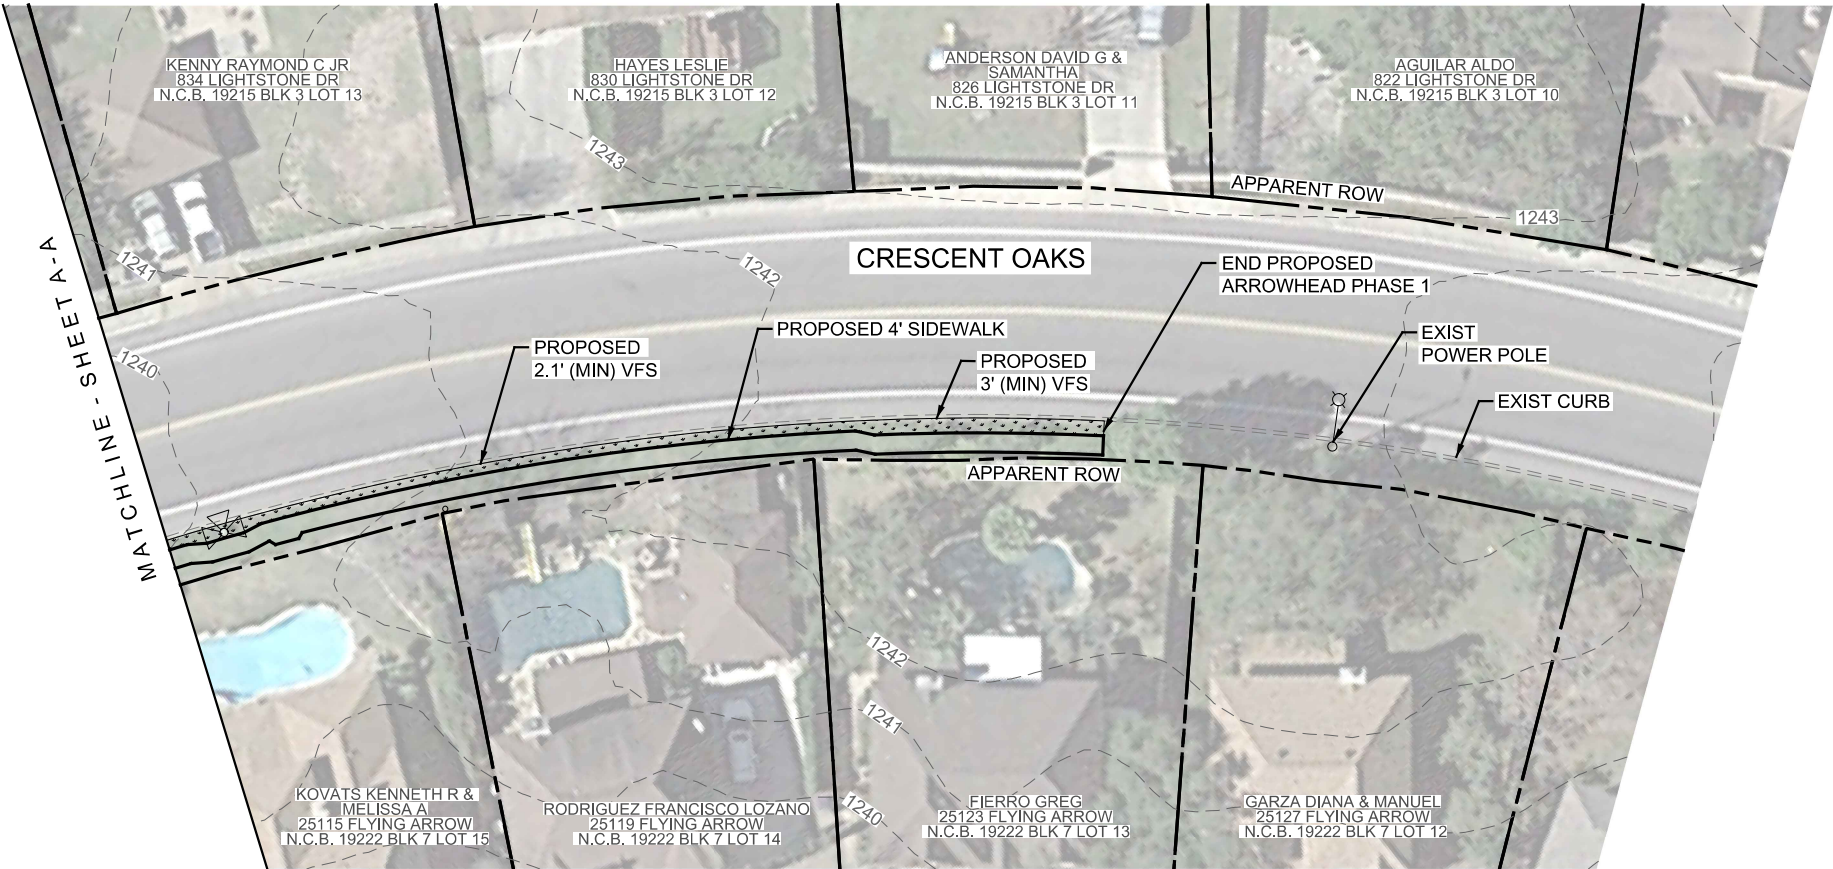 KENNY RAYMOND C JR
834 LIGHTSTONE DR
N.C.B. 19215 BLK 3 LOT 13
HAYES LESLIE
830 LIGHTSTONE DR
N.C.B. 19215 BLK 3 LOT 12
ANDERSON DAVID G &
SAMANTHA
826 LIGHTSTONE DR
N.C.B. 19215 BLK 3 LOT 11
AGUILAR ALDO
822 LIGHTSTONE DR
N.C.B. 19215 BLK 3 LOT 10
1243
APPARENT ROW
1243
MATCHLINE - SHEET A-A
1241
1242
CRESCENT OAKS
END PROPOSED
ARROWHEAD PHASE 1
1240
PROPOSED
2.1' (MIN) VFS
PROPOSED 4' SIDEWALK
PROPOSED
3' (MIN) VFS
EXIST
POWER POLE
EXIST CURB
APPARENT ROW
1242
1241
1240
KOVATS KENNETH R &
MELISSA A
25115 FLYING ARROW
N.C.B. 19222 BLK 7 LOT 15
RODRIGUEZ FRANCISCO LOZANO
25119 FLYING ARROW
N.C.B. 19222 BLK 7 LOT 14
FIERRO GREG
25123 FLYING ARROW
N.C.B. 19222 BLK 7 LOT 13
GARZA DIANA & MANUEL
25127 FLYING ARROW
N.C.B. 19222 BLK 7 LOT 12